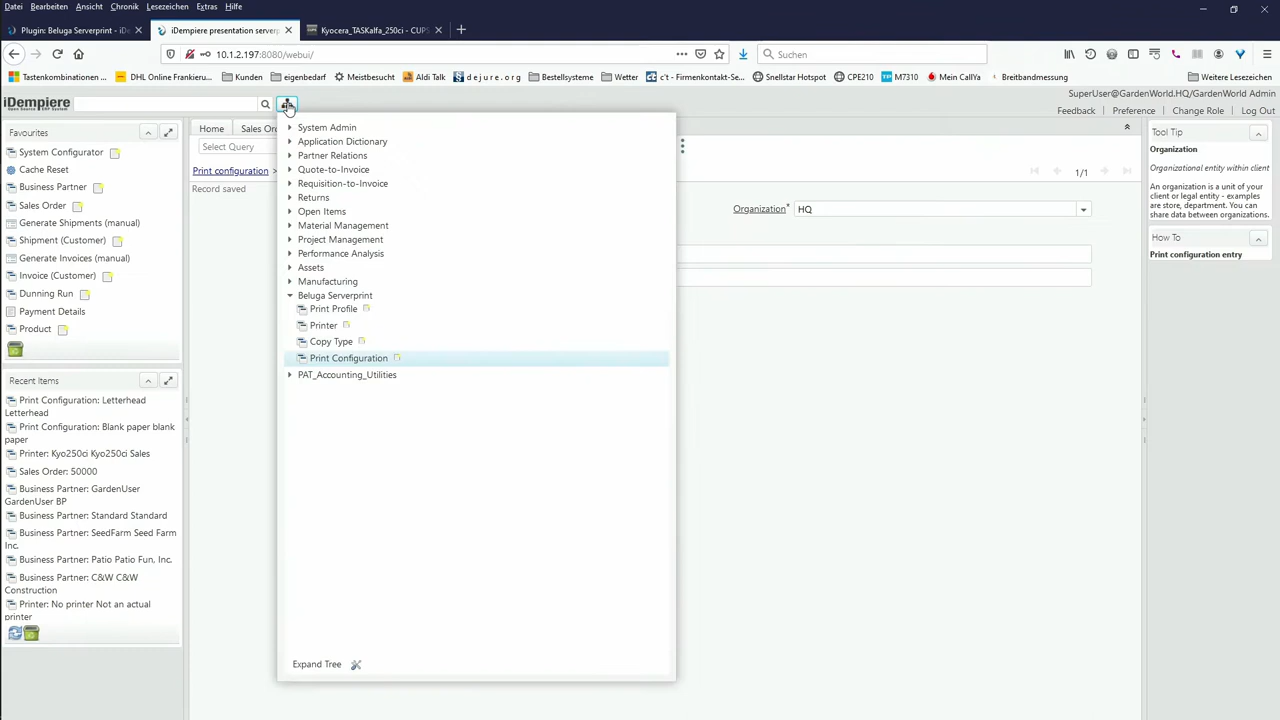 Datei Bearbeiten Ansicht Chronik Lesezeichen Extras Hilfe
Plugin: Beluga Serverprint - iDe
iDempiere presentation serverp
Kyocera_TASKalfa_250ci - CUPS
10.1.2.197:8080/webui/
Suchen
Tastenkombinationen ...
DHL Online Frankieru...
Kunden
eigenbedarf
Meistbesucht
Aldi Talk
d e j u r e . o r g
Bestellsysteme
Wetter
c't - Firmenkontakt-Se...
Snellstar Hotspot
CPE210
M7310
Mein CallYa
Breitbandmessung
Weitere Lesezeichen
iDempiere
SuperUser@GardenWorld.HQ/GardenWorld Admin
Feedback Preference Change Role Log Out
Favourites
System Configurator
Cache Reset
Business Partner
Sales Order
Generate Shipments (manual)
Shipment (Customer)
Generate Invoices (manual)
Invoice (Customer)
Dunning Run
Payment Details
Product
Recent Items
Print Configuration: Letterhead
Letterhead
Print Configuration: Blank paper blank
paper
Printer: Kyo250ci Kyo250ci Sales
Sales Order: 50000
Business Partner: GardenUser
GardenUser BP
Business Partner: Standard Standard
Business Partner: SeedFarm Seed Farm
Inc.
Business Partner: Patio Patio Fun, Inc.
Business Partner: C&W C&W
Construction
Printer: No printer Not an actual
printer
Home
Sales Or
Select Query
Print configuration >
Record saved
1/1
Organization* HQ
System Admin
Application Dictionary
Partner Relations
Quote-to-Invoice
Requisition-to-Invoice
Returns
Open Items
Material Management
Project Management
Performance Analysis
Assets
Manufacturing
Beluga Serverprint
Print Profile
Printer
Copy Type
Print Configuration
PAT_Accounting_Utilities
Expand Tree
Tool Tip
Organization
Organizational entity within client
An organization is a unit of your
client or legal entity - examples
are store, department. You can
share data between organizations.
How To
Print configuration entry